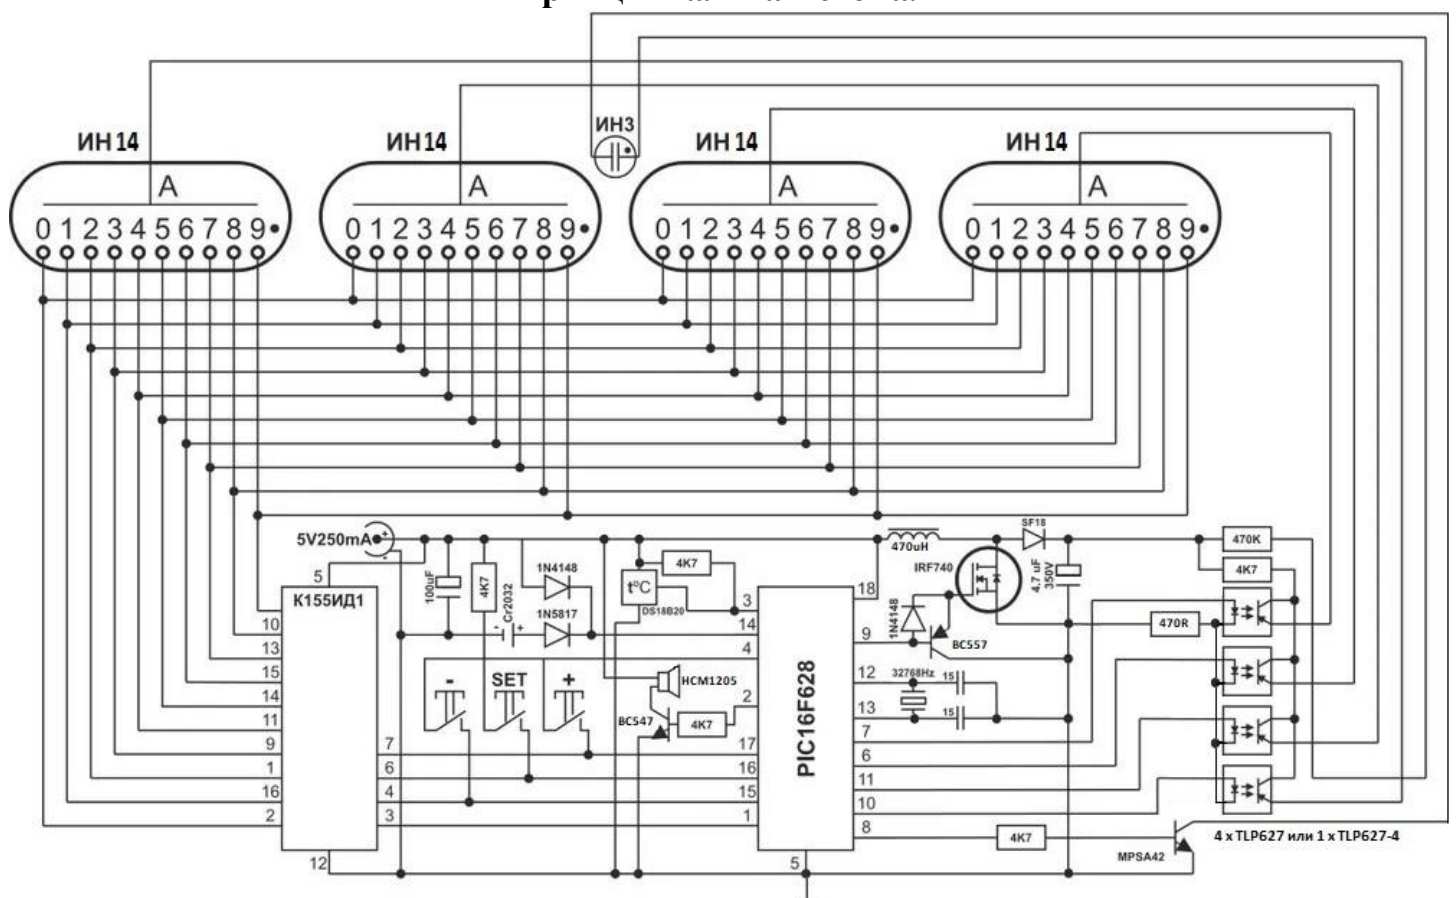 ИН3
ИН14 ИН14 ИН14 ИН14
A A A A
0 1 2 3 4 5 6 7 8 9 0 1 2 3 4 5 6 7 8 9 0 1 2 3 4 5 6 7 8 9 0 1 2 3 4 5 6 7 8 9
5V250mA
+
-
5
К155ИД1
10
13
15
14
11
9
1
16
2
7
6
4
3
12
100uF
4K7
Cr2032
- +
1N4148
1N5817
t°C
DS18B20
4K7
- SET +
HCM1205
BC547
4K7
PIC16F628
3
14
4
2
17
16
15
1
5
18
9
12
13
7
6
11
10
8
470uH
SF18
IRF740
4.7 uF
350V
1N4148
BC557
32768Hz
15
15
470K
4K7
470R
4K7
MPSA42
4 x TLP627 или 1 x TLP627-4